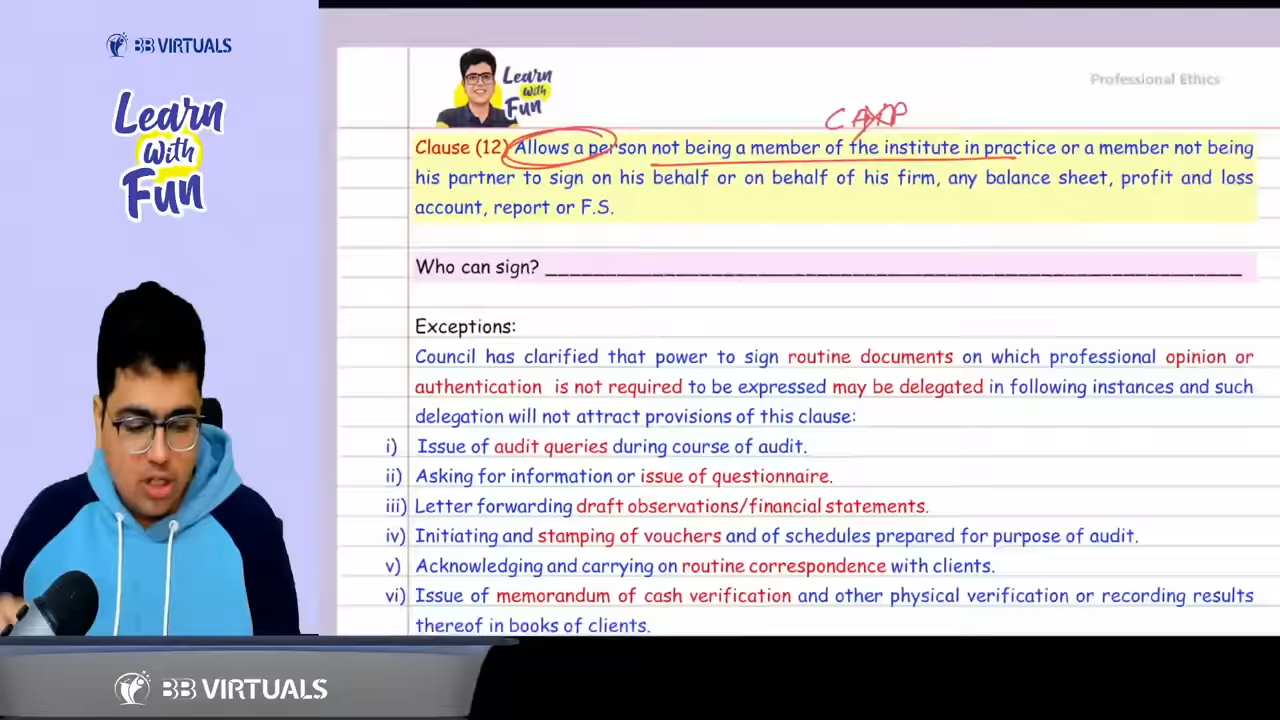 BB VIRTUALS
Learn
With
Fun
Learn
With
Fun
Professional Ethics
Clause (12) Allows a person not being a member of the institute in practice or a member not being
his partner to sign on his behalf or on behalf of his firm, any balance sheet, profit and loss
account, report or F.S.
Who can sign? ______________________________________________
Exceptions:
Council has clarified that power to sign routine documents on which professional opinion or
authentication is not required to be expressed may be delegated in following instances and such
delegation will not attract provisions of this clause:
i) Issue of audit queries during course of audit.
ii) Asking for information or issue of questionnaire.
iii) Letter forwarding draft observations/financial statements.
iv) Initiating and stamping of vouchers and of schedules prepared for purpose of audit.
v) Acknowledging and carrying on routine correspondence with clients.
vi) Issue of memorandum of cash verification and other physical verification or recording results
thereof in books of clients.
BB VIRTUALS